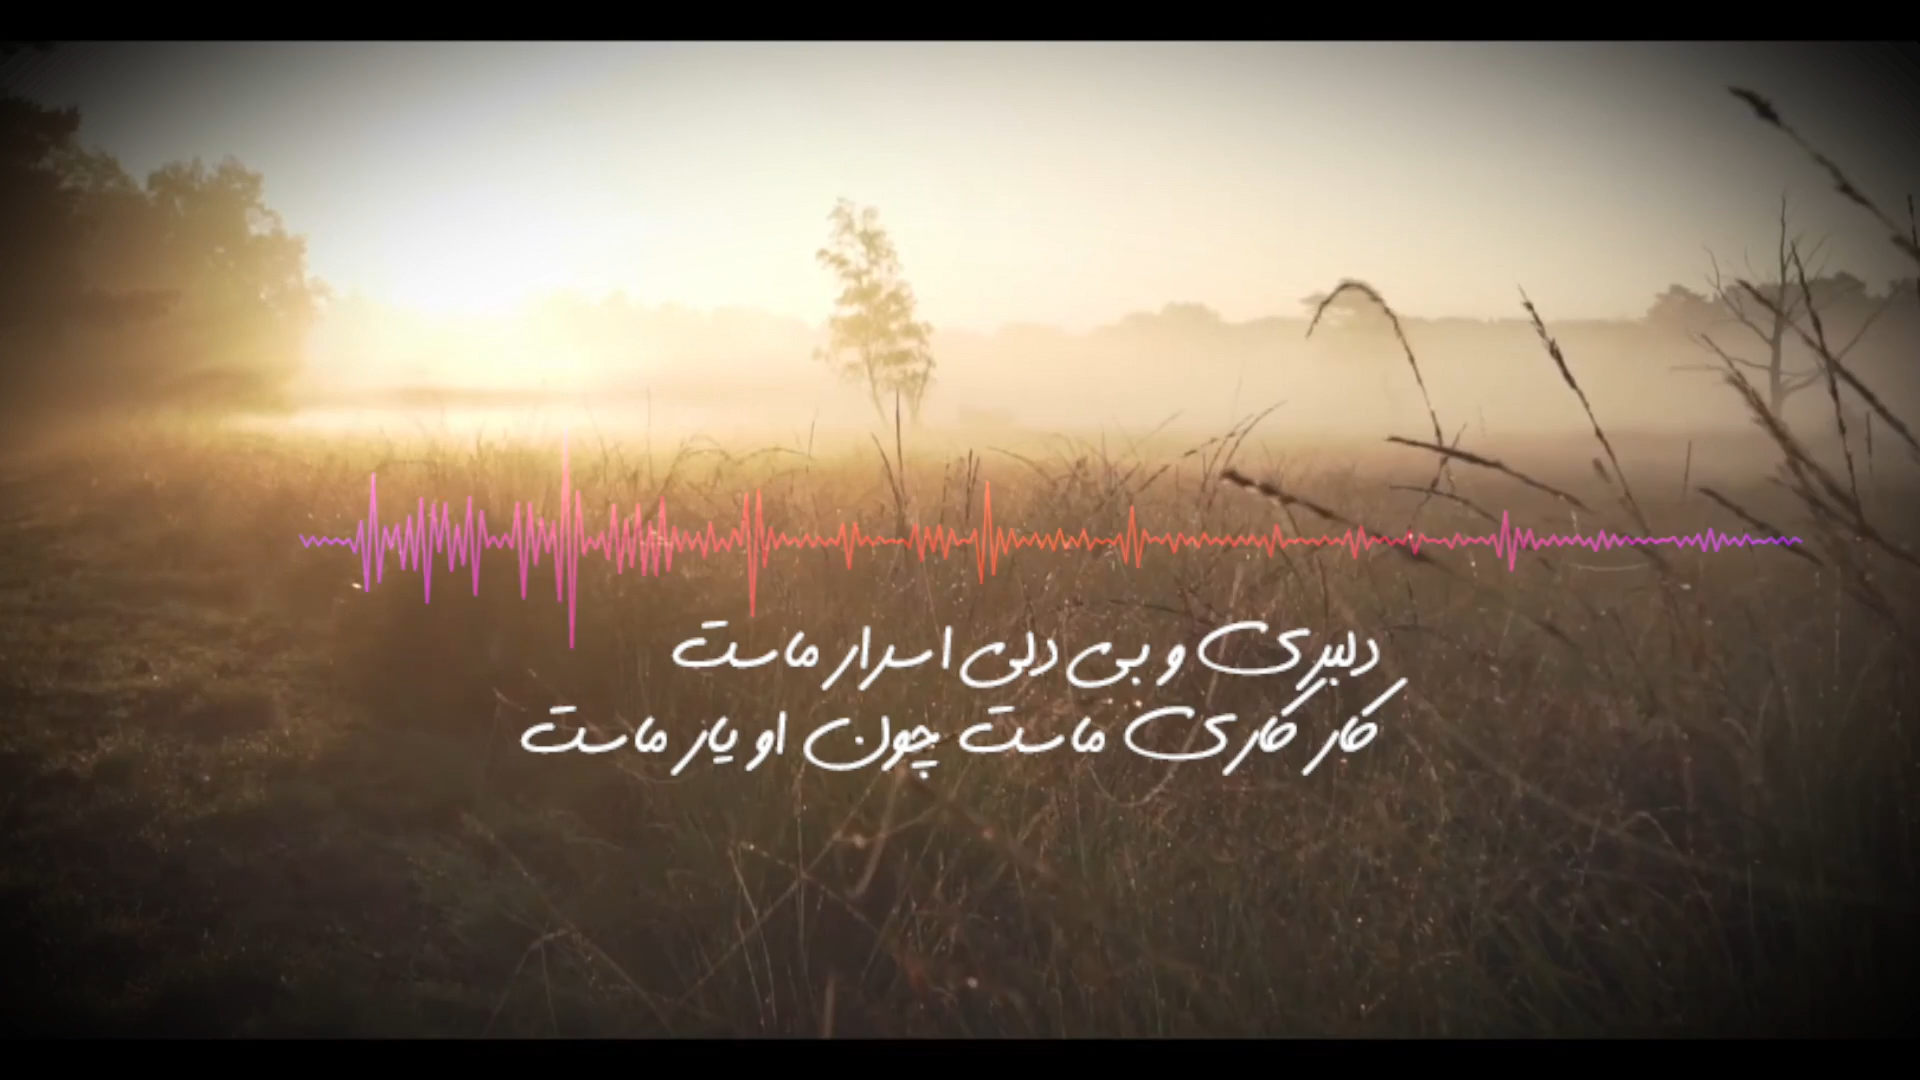 دلبری و بی دلی اسرار ماست
کار کاری ماست چون او یار ماست